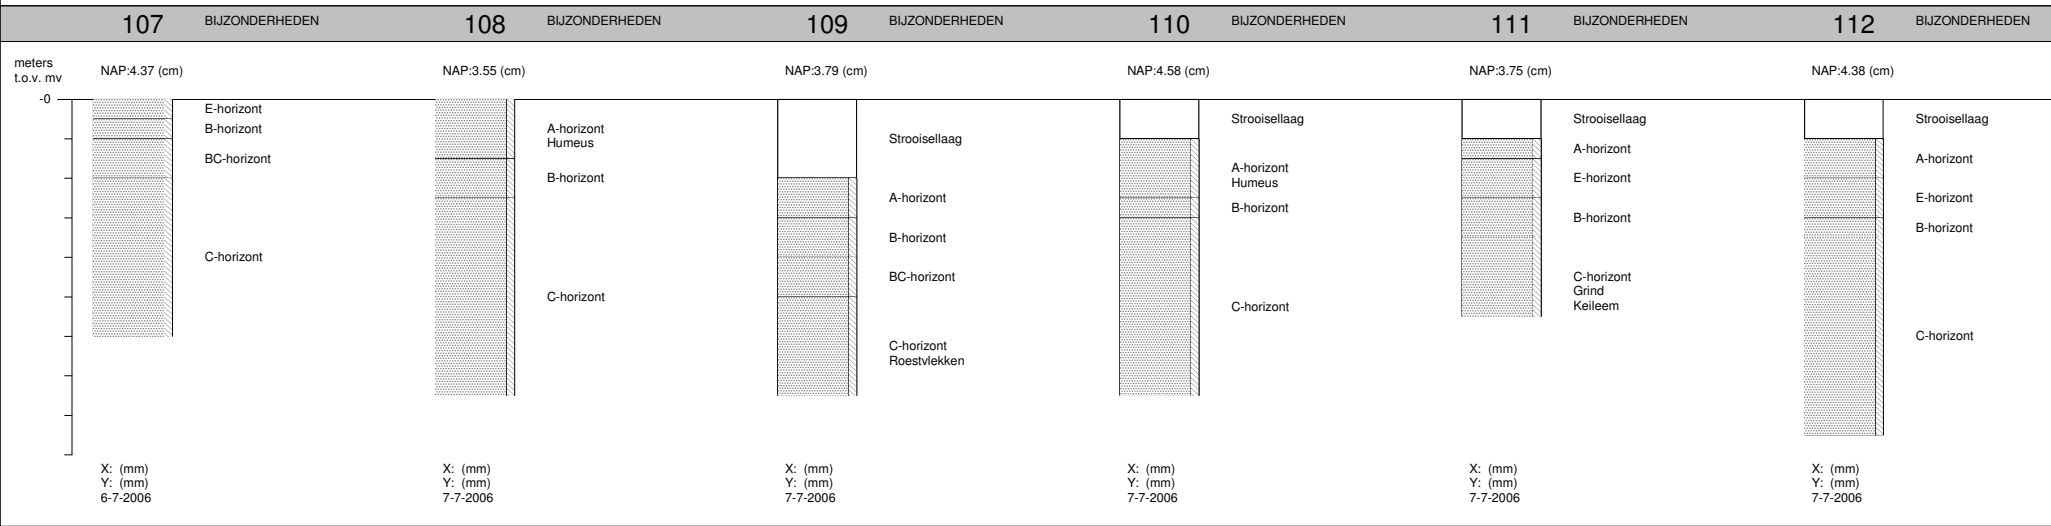 107 BIJZONDERHEDEN 108 BIJZONDERHEDEN 109 BIJZONDERHEDEN 110 BIJZONDERHEDEN 111 BIJZONDERHEDEN 112 BIJZONDERHEDEN
meters
t.o.v. mv
NAP:4.37 (cm) NAP:3.55 (cm) NAP:3.79 (cm) NAP:4.58 (cm) NAP:3.75 (cm) NAP:4.38 (cm)
-0
E-horizont
B-horizont
BC-horizont
C-horizont
X: (mm)
Y: (mm)
6-7-2006
A-horizont
Humeus
B-horizont
C-horizont
X: (mm)
Y: (mm)
7-7-2006
Strooisellaag
A-horizont
B-horizont
BC-horizont
C-horizont
Roestvlekken
X: (mm)
Y: (mm)
7-7-2006
Strooisellaag
A-horizont
Humeus
B-horizont
C-horizont
X: (mm)
Y: (mm)
7-7-2006
Strooisellaag
A-horizont
E-horizont
B-horizont
C-horizont
Grind
Keileem
X: (mm)
Y: (mm)
7-7-2006
Strooisellaag
A-horizont
E-horizont
B-horizont
C-horizont
X: (mm)
Y: (mm)
7-7-2006